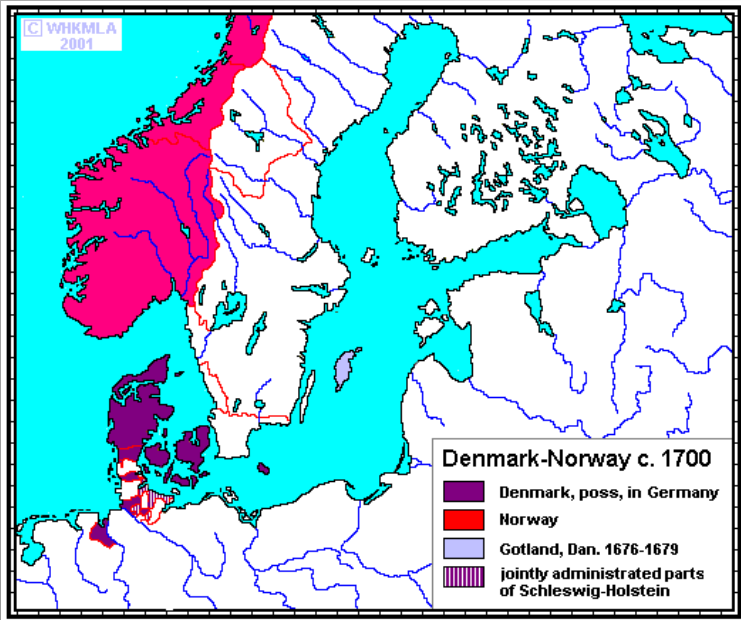 C WHKMLA
2001
Denmark-Norway c. 1700
Denmark, poss, in Germany
Norway
Gotland, Dan. 1676-1679
jointly administrated parts
of Schleswig-Holstein